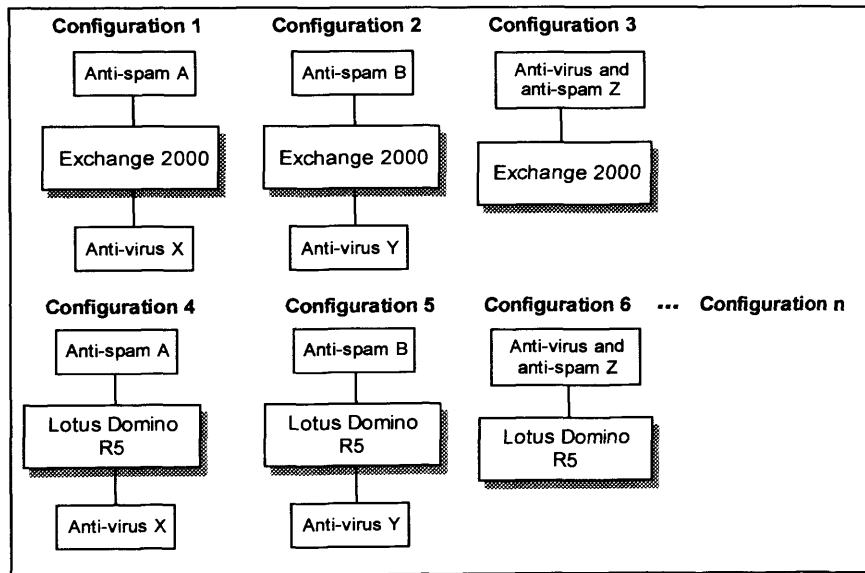 Configuration 1
Configuration 2
Configuration 3
Anti-spam A
Anti-spam B
Anti-virus and
anti-spam Z
Exchange 2000
Exchange 2000
Exchange 2000
Anti-virus X
Anti-virus Y
Configuration 4
Configuration 5
Configuration 6
...
Configuration n
Anti-spam A
Anti-spam B
Anti-virus and
anti-spam Z
Lotus Domino
R5
Lotus Domino
R5
Lotus Domino
R5
Anti-virus X
Anti-virus Y